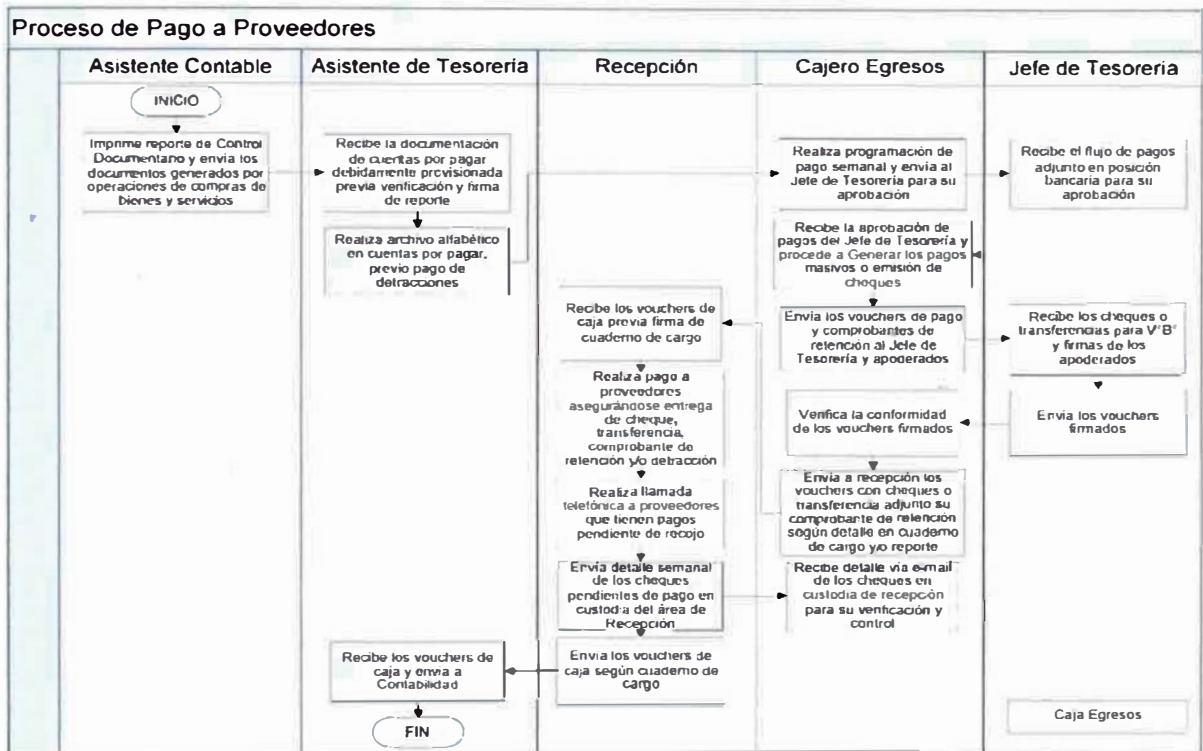 Proceso de Pago a Proveedores
Asistente Contable
Asistente de Tesorería
Recepción
Cajero Egresos
Jefe de Tesoreria
INICIO
Imprime reporte de Control
Documentario y envia los
documentos generados por
operaciones de compras de
bienes y servicios
Recibe la documentación
de cuentas por pagar
debidamente provisionada
previa verificación y firma
de reporte
Realiza archivo alfabético
en cuentas por pagar,
previo pago de
detracciones
Realiza programación de
pago semanal y envia al
Jefe de Tesorería para su
aprobación
Recibe el flujo de pagos
adjunto en posición
bancaria para su
aprobación
Recibe la aprobación de
pagos del Jefe de Tesorería y
procede a Generar los pagos
masivos o emisión de
cheques
Envia los vouchers de pago
y comprobantes de
retención al Jefe de
Tesorería y apoderados
Recibe los cheques o
transferencias para V°B°
y firmas de los
apoderados
Envia los vouchers
firmados
Verifica la conformidad
de los vouchers firmados
Envia a recepción los
vouchers con cheques o
transferencia adjunto su
comprobante de retención
según detalle en cuaderno
de cargo y/o reporte
Recibe los vouchers de
caja previa firma de
cuaderno de cargo
Realiza pago a
proveedores
asegurándose entrega
de cheque,
transferencia,
comprobante de
retención y/o detracción
Realiza llamada
telefónica a proveedores
que tienen pagos
pendiente de recojo
Envia detalle semanal
de los cheques
pendientes de pago en
custodia del área de
Recepción
Recibe detalle via e-mail
de los cheques en
custodia de recepción
para su verificación y
control
Envia los vouchers de
caja según cuaderno de
cargo
Recibe los vouchers de
caja y envia a
Contabilidad
FIN
Caja Egresos